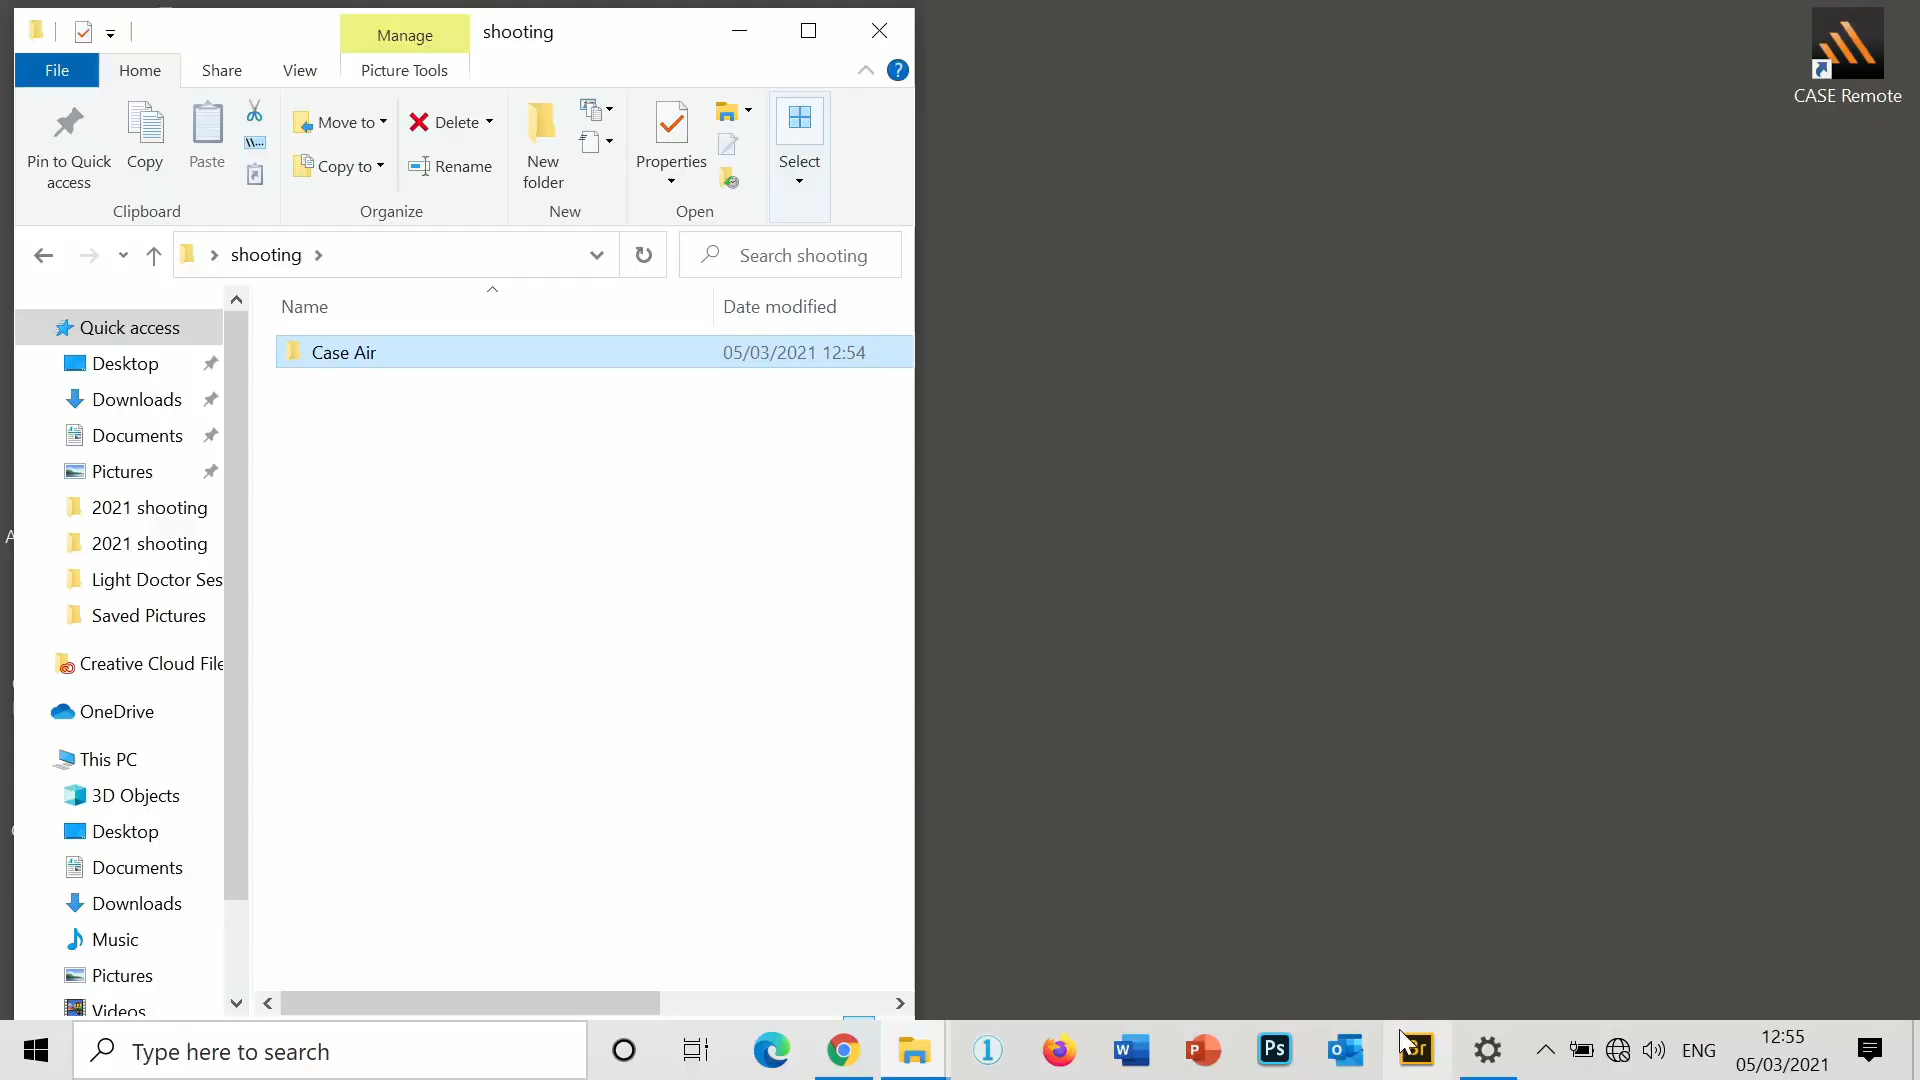 Manage
shooting
File
Home
Share
View
Picture Tools
?
Pin to Quick
access
Copy
Paste
Move to
Copy to
Delete
Rename
New
folder
Properties
Select
Clipboard
Organize
New
Open
shooting
Search shooting
Name
Date modified
Case Air
05/03/2021 12:54
Quick access
Desktop
Downloads
Documents
Pictures
2021 shooting
2021 shooting
Light Doctor Ses
Saved Pictures
Creative Cloud File
OneDrive
This PC
3D Objects
Desktop
Documents
Downloads
Music
Pictures
Videos
CASE Remote
Type here to search
1
W
P
Ps
ENG
12:55
05/03/2021